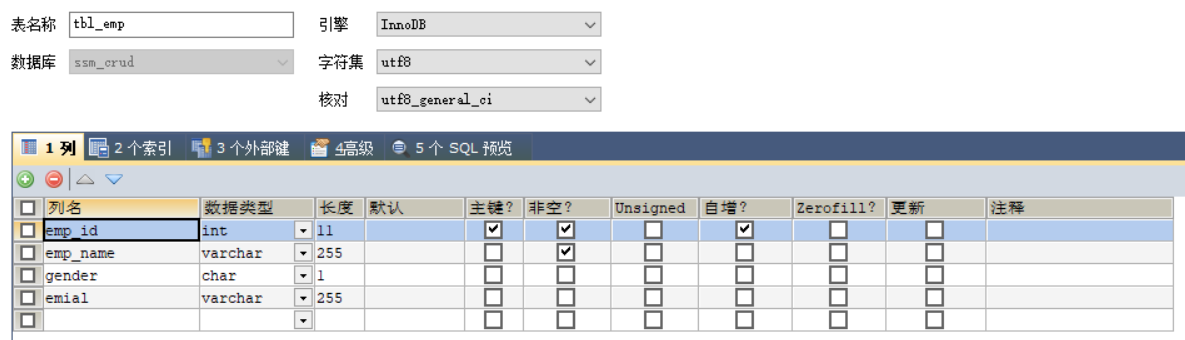 表名称 tbl_emp 引擎 InnoDB
数据库 ssm_crud 字符集 utf8
核对 utf8_general_ci
1 列 2 个索引 3 个外部键 4高级 5 个 SQL 预览
列名 数据类型 长度 默认 主键? 非空? Unsigned 自增? Zerofill? 更新 注释
emp_id int 11
emp_name varchar 255
gender char 1
emial varchar 255